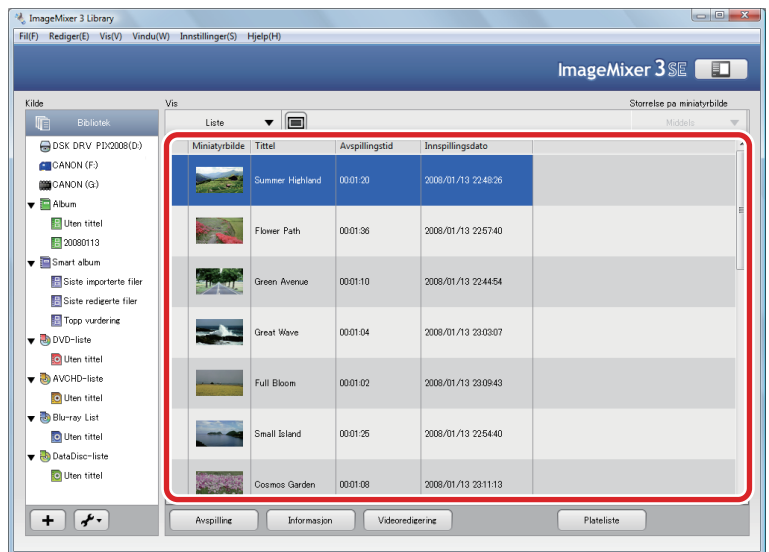 ImageMixer 3 Library
Fil(F) Rediger(E) Vis(V) Vindu(W) Innstillinger(S) Hjelp(H)
ImageMixer 3 SE
Kilde
Bibliotek
DSK DRV PIX2008(D:)
CANON (F:)
CANON (G:)
Album
Uten tittel
20080113
Smart album
Siste importerte filer
Siste redigerte filer
Topp vurdering
DVD-liste
Uten tittel
AVCHD-liste
Uten tittel
Blu-ray List
Uten tittel
DataDisc-liste
Uten tittel
Vis
Liste
Storrelse pa miniatyrbilde
Middels
Miniatyrbilde Tittel Avspillingstid Innspillingsdato
Summer Highland 00:01:20 2008/01/13 22:48:26
Flower Path 00:01:36 2008/01/13 22:57:40
Green Avenue 00:01:10 2008/01/13 22:44:54
Great Wave 00:01:04 2008/01/13 23:03:07
Full Bloom 00:01:02 2008/01/13 23:09:43
Small Island 00:01:25 2008/01/13 22:54:40
Cosmos Garden 00:01:08 2008/01/13 23:11:13
Avspilling Informasjon Videoredigering Plateliste